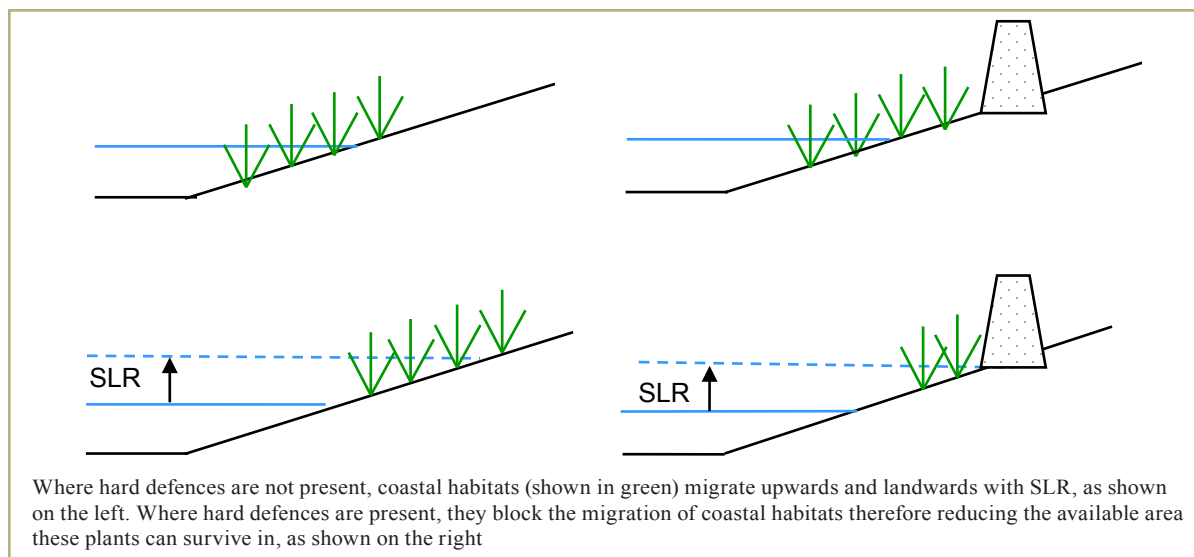 SLR
SLR
Where hard defences are not present, coastal habitats (shown in green) migrate upwards and landwards with SLR, as shown
on the left. Where hard defences are present, they block the migration of coastal habitats therefore reducing the available area
these plants can survive in, as shown on the right